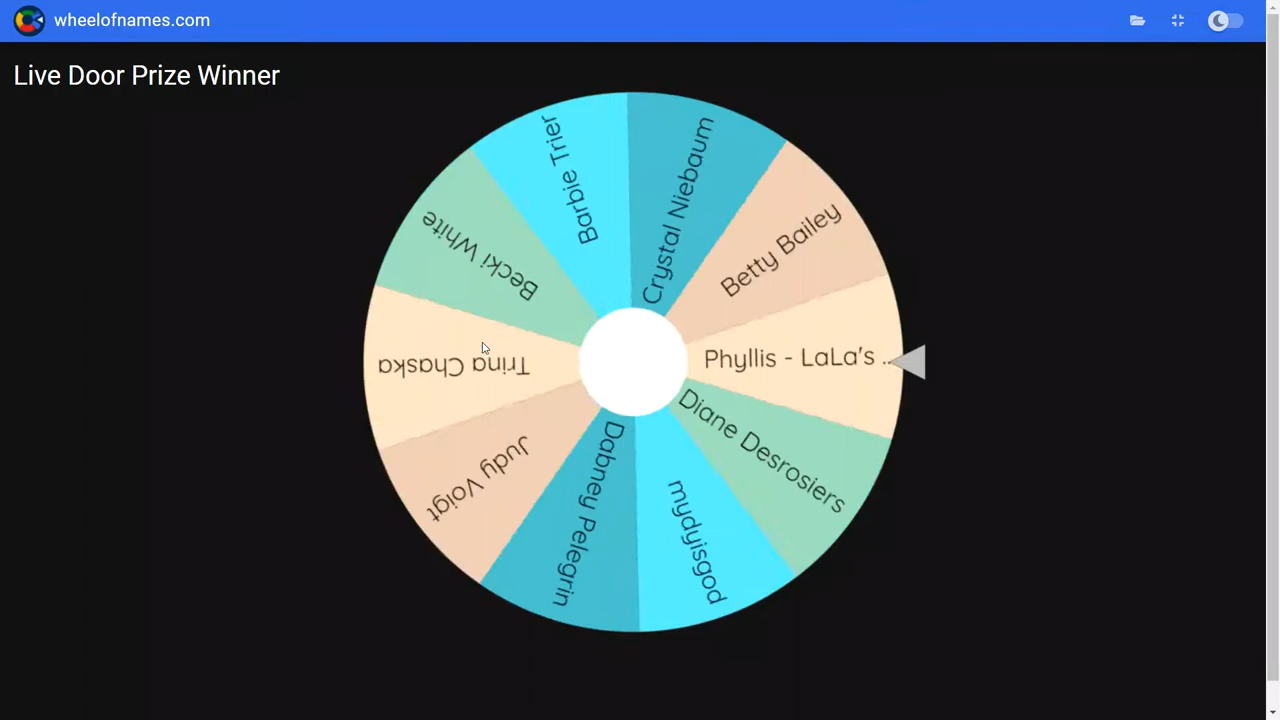 wheelofnames.com
Live Door Prize Winner
Barbie Trier
Crystal Niebaum
Betty Bailey
Phyllis - LaLa's ..
Diane Desrosiers
mydyisgod
Dabney Pelegrin
Judy Voigt
Trina Chaska
Becki White